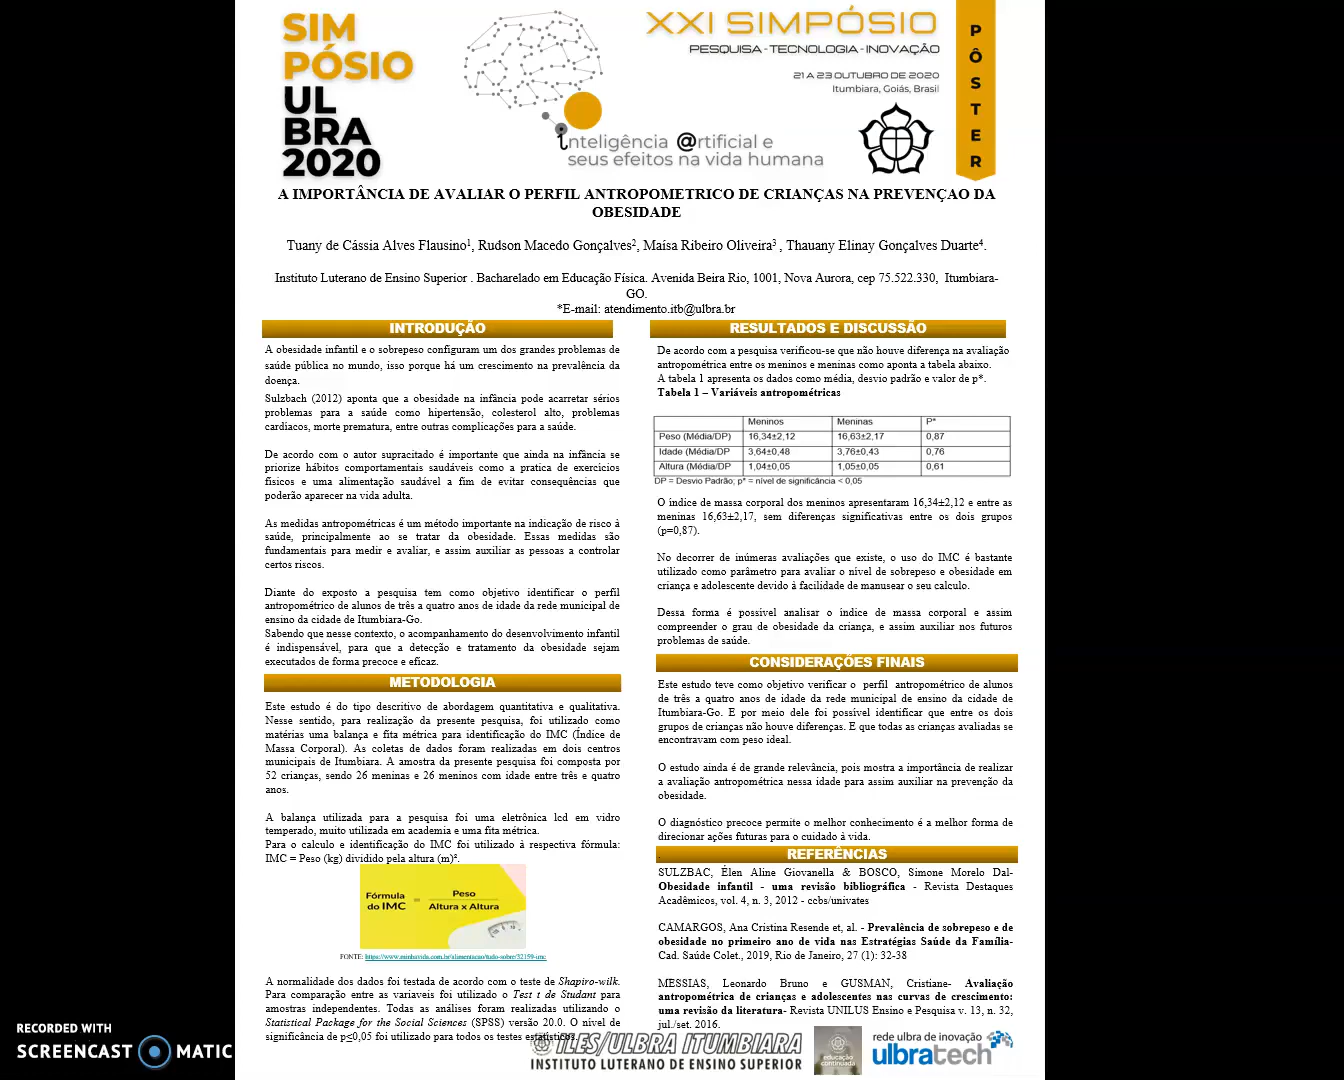 SIM
PÓSIO
UL
BRA
2020
inteligência @rtificial e
seus efeitos na vida humana
XXI SIMPÓSIO
PESQUISA - TECNOLOGIA - INOVAÇÃO
21 A 23 OUTUBRO DE 2020
Itumbiara, Goiás, Brasil
PÔSTER
A IMPORTÂNCIA DE AVALIAR O PERFIL ANTROPOMETRICO DE CRIANÇAS NA PREVENÇAO DA
OBESIDADE
Tuany de Cássia Alves Flausino¹, Rudson Macedo Gonçalves², Maísa Ribeiro Oliveira³ , Thauany Elinay Gonçalves Duarte⁴.
Instituto Luterano de Ensino Superior . Bacharelado em Educação Física. Avenida Beira Rio, 1001, Nova Aurora, cep 75.522.330, Itumbiara-
GO.
*E-mail: atendimento.itb@ulbra.br
INTRODUÇÃO
A obesidade infantil e o sobrepeso configuram um dos grandes problemas de
saúde pública no mundo, isso porque há um crescimento na prevalência da
doença.
Sulzbach (2012) aponta que a obesidade na infância pode acarretar sérios
problemas para a saúde como hipertensão, colesterol alto, problemas
cardíacos, morte prematura, entre outras complicações para a saúde.
De acordo com o autor supracitado é importante que ainda na infância se
priorize hábitos comportamentais saudáveis como a pratica de exercicios
físicos e uma alimentação saudável a fim de evitar consequências que
poderão aparecer na vida adulta.
As medidas antropométricas é um método importante na indicação de risco à
saúde, principalmente ao se tratar da obesidade. Essas medidas são
fundamentais para medir e avaliar, e assim auxiliar as pessoas a controlar
certos riscos.
Diante do exposto a pesquisa tem como objetivo identificar o perfil
antropométrico de alunos de três a quatro anos de idade da rede municipal de
ensino da cidade de Itumbiara-Go.
Sabendo que nesse contexto, o acompanhamento do desenvolvimento infantil
é indispensável, para que a detecção e tratamento da obesidade sejam
executados de forma precoce e eficaz.
METODOLOGIA
Este estudo é do tipo descritivo de abordagem quantitativa e qualitativa.
Nesse sentido, para realização da presente pesquisa, foi utilizado como
matérias uma balança e fita métrica para identificação do IMC (Índice de
Massa Corporal). As coletas de dados foram realizadas em dois centros
municipais de Itumbiara. A amostra da presente pesquisa foi composta por
52 crianças, sendo 26 meninas e 26 meninos com idade entre três e quatro
anos.
A balança utilizada para a pesquisa foi uma eletrônica lcd em vidro
temperado, muito utilizada em academia e uma fita métrica.
Para o calculo e identificação do IMC foi utilizado à respectiva fórmula:
IMC = Peso (kg) dividido pela altura (m)².
Fórmula do IMC = Peso
Altura x Altura
FONTE: https://www.minhavida.com.br/alimentacao/tudo-sobre/32159-imc
A normalidade dos dados foi testada de acordo com o teste de Shapiro-wilk.
Para comparação entre as variaveis foi utilizado o Test t de Studant para
amostras independentes. Todas as análises foram realizadas utilizando o
Statistical Package for the Social Sciences (SPSS) versão 20.0. O nível de
significância de p≤0,05 foi utilizado para todos os testes estatísticos.
RESULTADOS E DISCUSSÃO
De acordo com a pesquisa verificou-se que não houve diferença na avaliação
antropométrica entre os meninos e meninas como aponta a tabela abaixo.
A tabela 1 apresenta os dados como média, desvio padrão e valor de p*.
Tabela 1 – Variáveis antropométricas
Meninos Meninas P*
Peso (Média/DP) 16,34±2,12 16,63±2,17 0,87
Idade (Média/DP 3,64±0,48 3,76±0,43 0,76
Altura (Média/DP 1,04±0,05 1,05±0,05 0,61
DP = Desvio Padrão; p* = nível de significância < 0,05
O índice de massa corporal dos meninos apresentaram 16,34±2,12 e entre as
meninas 16,63±2,17, sem diferenças significativas entre os dois grupos
(p=0,87).
No decorrer de inúmeras avaliações que existe, o uso do IMC é bastante
utilizado como parâmetro para avaliar o nível de sobrepeso e obesidade em
criança e adolescente devido à facilidade de manusear o seu calculo.
Dessa forma é possível analisar o índice de massa corporal e assim
compreender o grau de obesidade da criança, e assim auxiliar nos futuros
problemas de saúde.
CONSIDERAÇÕES FINAIS
Este estudo teve como objetivo verificar o perfil antropométrico de alunos
de três a quatro anos de idade da rede municipal de ensino da cidade de
Itumbiara-Go. E por meio dele foi possível identificar que entre os dois
grupos de crianças não houve diferenças. E que todas as crianças avaliadas se
encontravam com peso ideal.
O estudo ainda é de grande relevância, pois mostra a importância de realizar
a avaliação antropométrica nessa idade para assim auxiliar na prevenção da
obesidade.
O diagnóstico precoce permite o melhor conhecimento é a melhor forma de
direcionar ações futuras para o cuidado à vida.
REFERÊNCIAS
SULZBAC, Élen Aline Giovanella & BOSCO, Simone Morelo Dal-
Obesidade infantil - uma revisão bibliográfica - Revista Destaques
Acadêmicos, vol. 4, n. 3, 2012 - ccbs/univates
CAMARGOS, Ana Cristina Resende et, al. - Prevalência de sobrepeso e de
obesidade no primeiro ano de vida nas Estratégias Saúde da Família-
Cad. Saúde Colet., 2019, Rio de Janeiro, 27 (1): 32-38
MESSIAS, Leonardo Bruno e GUSMAN, Cristiane- Avaliação
antropométrica de crianças e adolescentes nas curvas de crescimento:
uma revisão da literatura- Revista UNILUS Ensino e Pesquisa v. 13, n. 32,
jul./set. 2016.
ILES/ULBRA ITUMBIARA
INSTITUTO LUTERANO DE ENSINO SUPERIOR
educação
continuada
rede ulbra de inovação
ulbratech
RECORDED WITH
SCREENCAST MATIC